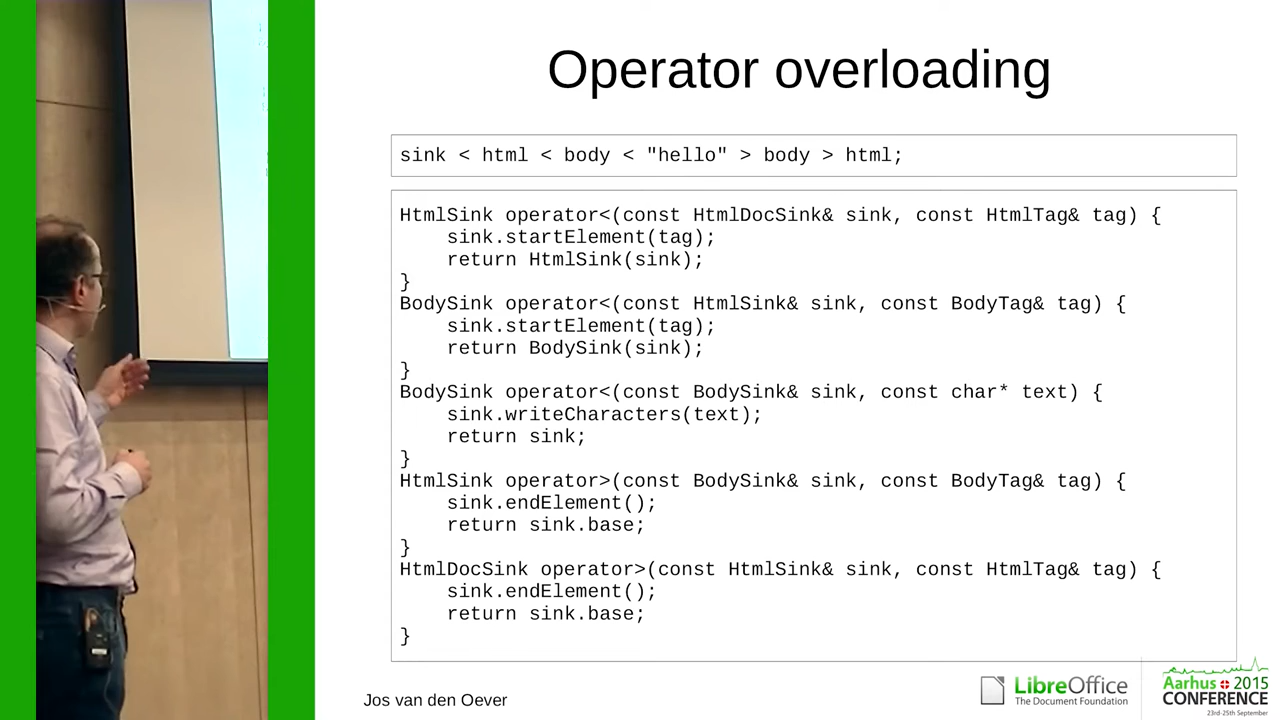 Operator overloading
sink < html < body < "hello" > body > html;
HtmlSink operator<(const HtmlDocSink& sink, const HtmlTag& tag) {
    sink.startElement(tag);
    return HtmlSink(sink);
}
BodySink operator<(const HtmlSink& sink, const BodyTag& tag) {
    sink.startElement(tag);
    return BodySink(sink);
}
BodySink operator<(const BodySink& sink, const char* text) {
    sink.writeCharacters(text);
    return sink;
}
HtmlSink operator>(const BodySink& sink, const BodyTag& tag) {
    sink.endElement();
    return sink.base;
}
HtmlDocSink operator>(const HtmlSink& sink, const HtmlTag& tag) {
    sink.endElement();
    return sink.base;
}
Jos van den Oever
LibreOffice
The Document Foundation
Aarhus 2015
CONFERENCE
23rd-25th September